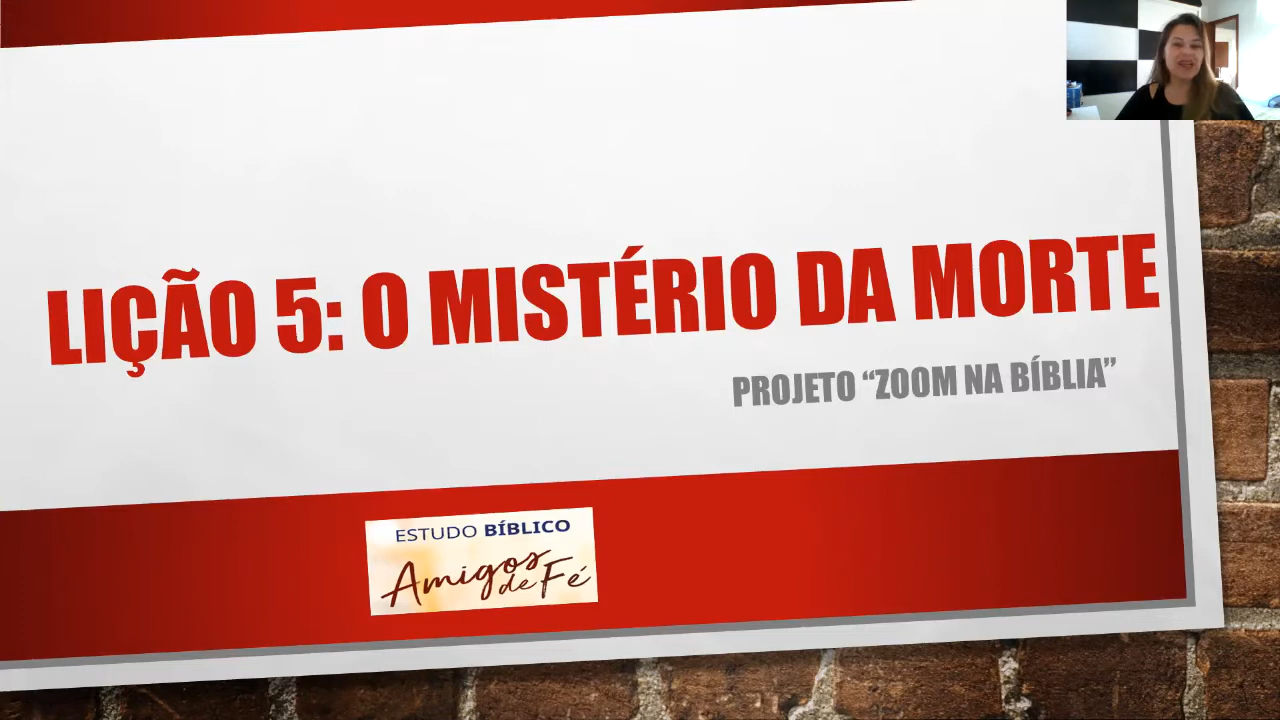 LIÇÃO 5: O MISTÉRIO DA MORTE
PROJETO “ZOOM NA BÍBLIA”
ESTUDO BÍBLICO
Amigos
de Fé